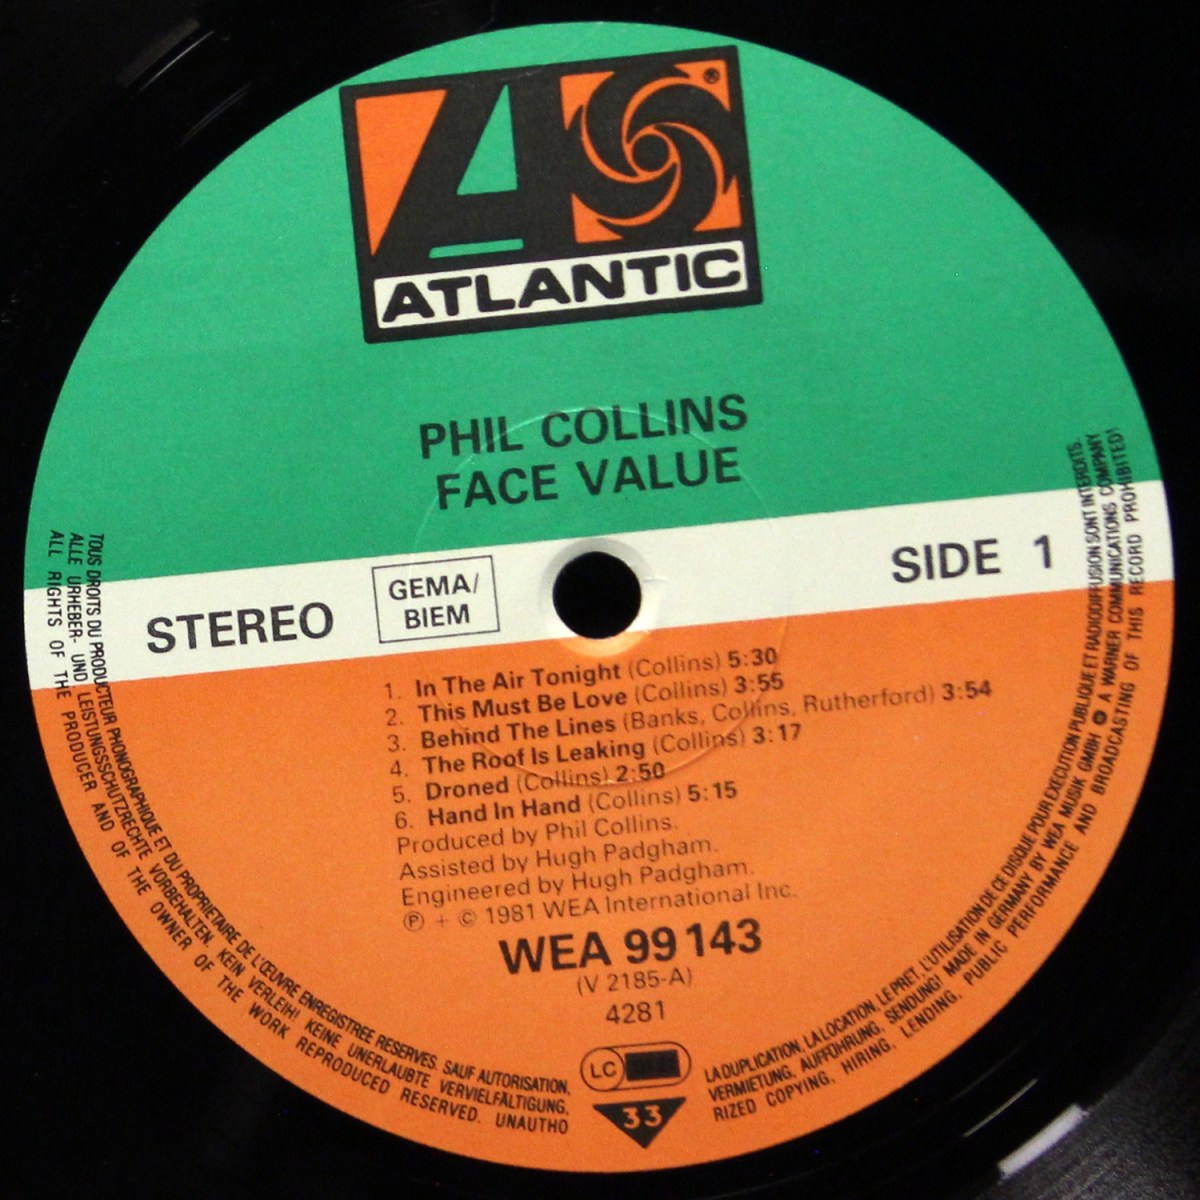 ATLANTIC
®
PHIL COLLINS
FACE VALUE
STEREO
GEMA/
BIEM
SIDE 1
1. In The Air Tonight (Collins) 5:30
2. This Must Be Love (Collins) 3:55
3. Behind The Lines (Banks, Collins, Rutherford) 3:54
4. The Roof Is Leaking (Collins) 3:17
5. Droned (Collins) 2:50
6. Hand In Hand (Collins) 5:15
Produced by Phil Collins.
Assisted by Hugh Padgham.
Engineered by Hugh Padgham.
℗ + © 1981 WEA International Inc.
WEA 99 143
(V 2185-A)
4281
LC
33
TOUS DROITS DU PRODUCTEUR PHONOGRAPHIQUE ET DU PROPRIETAIRE DE L'ŒUVRE ENREGISTREE RESERVES. SAUF AUTORISATION, LA DUPLICATION, LA LOCATION, LE PRET, L'UTILISATION DE CE DISQUE POUR EXECUTION PUBLIQUE ET RADIODIFFUSION SONT INTERDITS.
ALLE URHEBER- UND LEISTUNGSSCHUTZRECHTE VORBEHALTEN. KEIN VERLEIH! KEINE UNERLAUBTE VERVIELFÄLTIGUNG, VERMIETUNG, AUFFÜHRUNG, SENDUNG! MADE IN GERMANY BY WEA MUSIK GMBH A WARNER COMMUNICATIONS COMPANY
ALL RIGHTS OF THE PRODUCER AND OF THE OWNER OF THE WORK REPRODUCED RESERVED. UNAUTHORIZED COPYING, HIRING, LENDING, PUBLIC PERFORMANCE AND BROADCASTING OF THIS RECORD PROHIBITED!